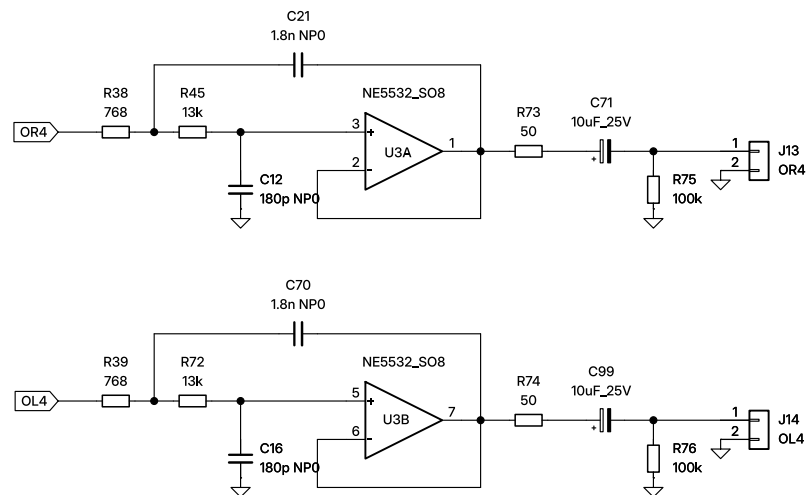 C21
1.8n NP0
R38
768
R45
13k
NE5532_SO8
R73
50
C71
10uF_25V
OR4
3
+
U3A
1
2
-
+
1
2
J13
OR4
C12
180p NP0
R75
100k
C70
1.8n NP0
R39
768
R72
13k
NE5532_SO8
R74
50
C99
10uF_25V
OL4
5
+
U3B
7
6
-
+
1
2
J14
OL4
C16
180p NP0
R76
100k